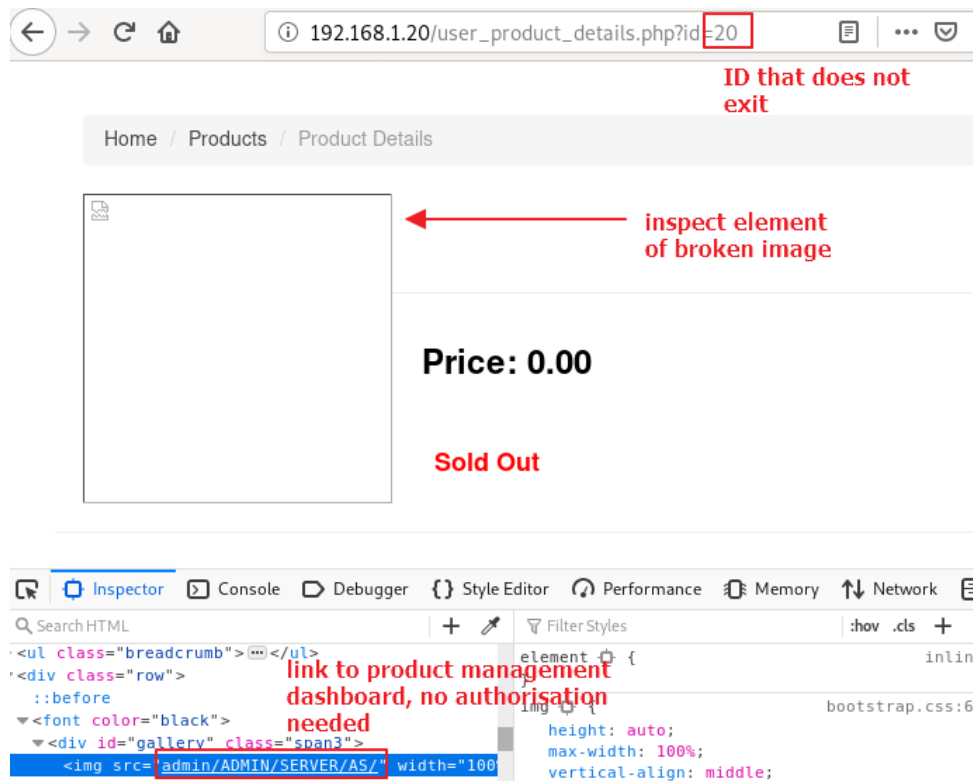 192.168.1.20/user_product_details.php?id=20
ID that does not
exit
Home / Products / Product Details
inspect element
of broken image
Price: 0.00
Sold Out
Inspector Console Debugger Style Editor Performance Memory Network
Search HTML
Filter Styles
:hov .cls
<ul class="breadcrumb"></ul>
<div class="row">
::before
<font color="black">
<div id="gallery" class="span3">
<img src="admin/ADMIN/SERVER/AS/" width="100
link to product management
dashboard, no authorisation
needed
element { inlin
}
img { bootstrap.css:6
height: auto;
max-width: 100%;
vertical-align: middle;